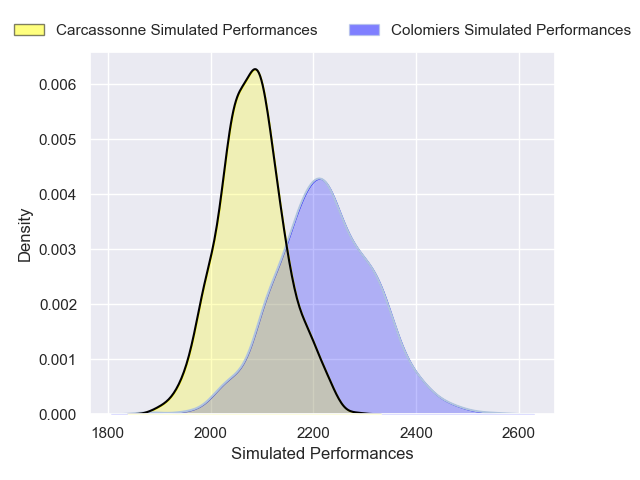 Carcassonne Simulated Performances Colomiers Simulated Performances
0.006
0.005
0.004
0.003
0.002
0.001
0.000
Density
1800 2000 2200 2400 2600
Simulated Performances